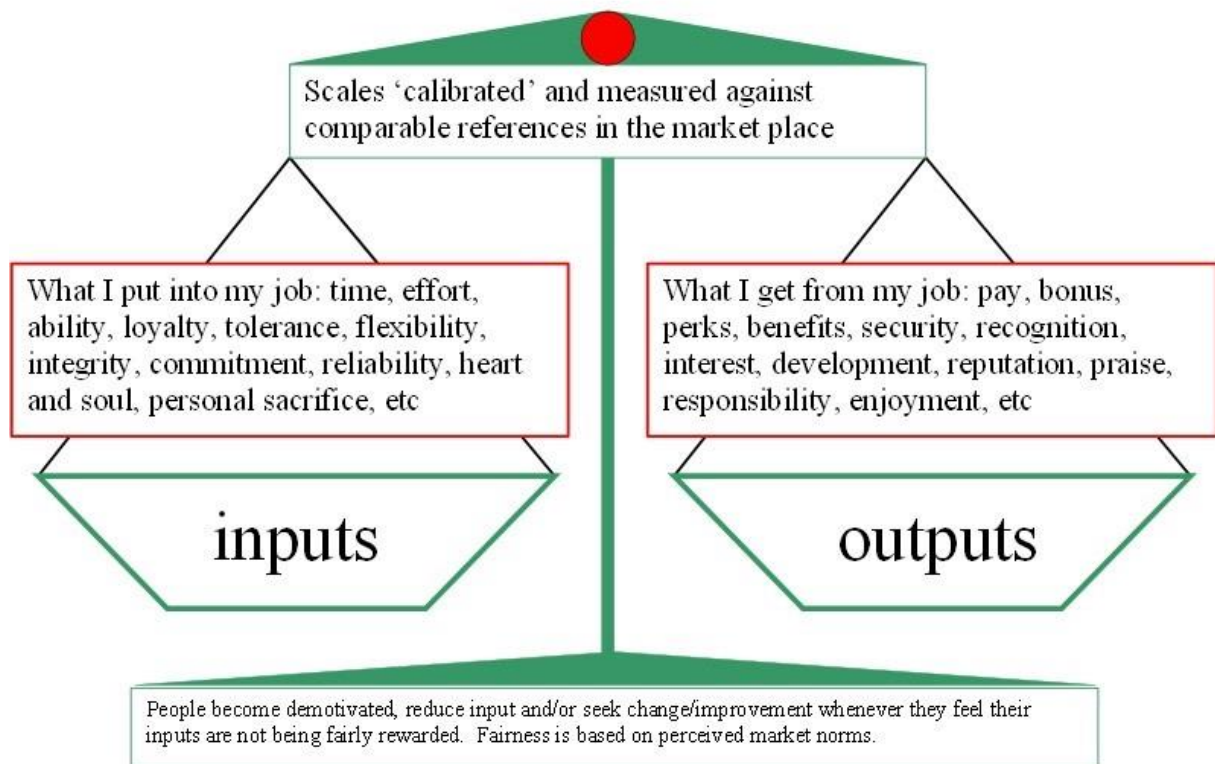 Scales ‘calibrated’ and measured against
comparable references in the market place
What I put into my job: time, effort,
ability, loyalty, tolerance, flexibility,
integrity, commitment, reliability, heart
and soul, personal sacrifice, etc
What I get from my job: pay, bonus,
perks, benefits, security, recognition,
interest, development, reputation, praise,
responsibility, enjoyment, etc
inputs
outputs
People become demotivated, reduce input and/or seek change/improvement whenever they feel their
inputs are not being fairly rewarded.  Fairness is based on perceived market norms.